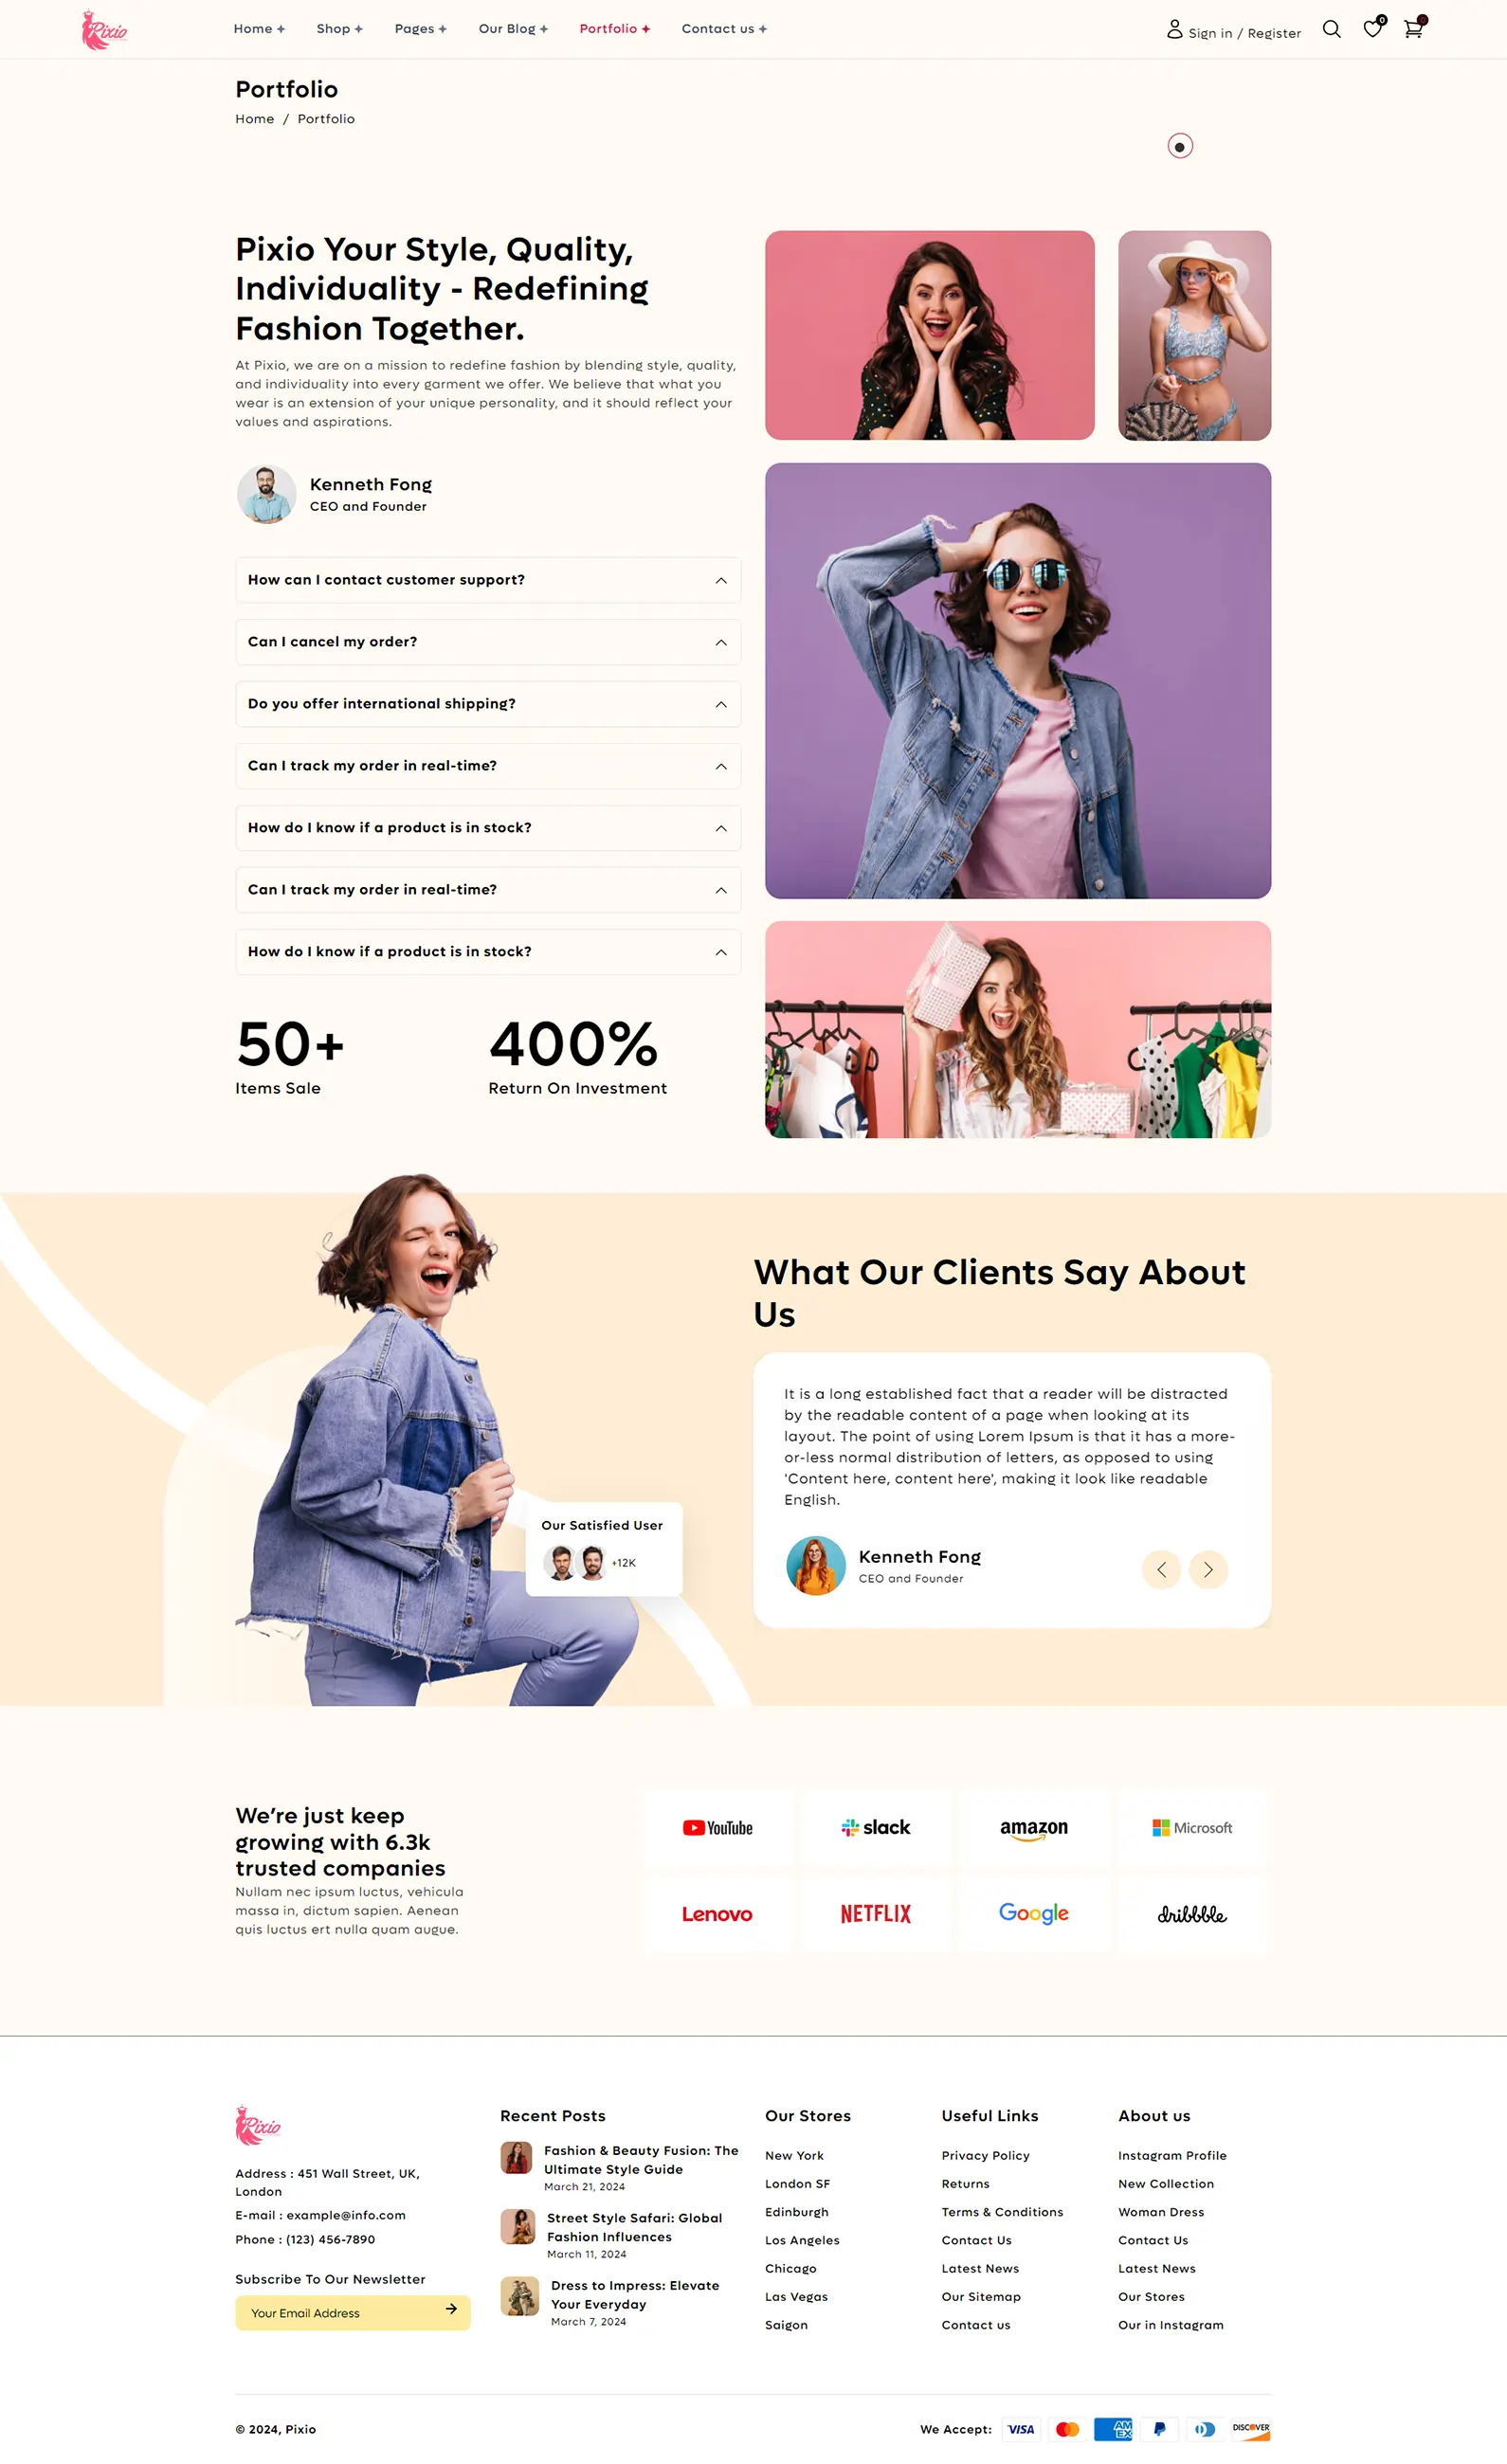 Pixio
Home
Shop
Pages
Our Blog
Portfolio
Contact us
Sign in / Register
0
Portfolio
Home / Portfolio
Pixio Your Style, Quality,
Individuality - Redefining
Fashion Together.
At Pixio, we are on a mission to redefine fashion by blending style, quality,
and individuality into every garment we offer. We believe that what you
wear is an extension of your unique personality, and it should reflect your
values and aspirations.
Kenneth Fong
CEO and Founder
How can I contact customer support?
Can I cancel my order?
Do you offer international shipping?
Can I track my order in real-time?
How do I know if a product is in stock?
Can I track my order in real-time?
How do I know if a product is in stock?
50+
Items Sale
400%
Return On Investment
What Our Clients Say About
Us
It is a long established fact that a reader will be distracted
by the readable content of a page when looking at its
layout. The point of using Lorem Ipsum is that it has a more-
or-less normal distribution of letters, as opposed to using
'Content here, content here', making it look like readable
English.
Kenneth Fong
CEO and Founder
Our Satisfied User
+12K
We're just keep
growing with 6.3k
trusted companies
Nullam nec ipsum luctus, vehicula
massa in, dictum sapien. Aenean
quis luctus ert nulla quam augue.
YouTube
slack
amazon
Microsoft
Lenovo
NETFLIX
Google
dribbble
Pixio
Address : 451 Wall Street, UK,
London
E-mail : example@info.com
Phone : (123) 456-7890
Subscribe To Our Newsletter
Your Email Address
Recent Posts
Fashion & Beauty Fusion: The
Ultimate Style Guide
March 21, 2024
Street Style Safari: Global
Fashion Influences
March 11, 2024
Dress to Impress: Elevate
Your Everyday
March 7, 2024
Our Stores
New York
London SF
Edinburgh
Los Angeles
Chicago
Las Vegas
Saigon
Useful Links
Privacy Policy
Returns
Terms & Conditions
Contact Us
Latest News
Our Sitemap
Contact us
About us
Instagram Profile
New Collection
Woman Dress
Contact Us
Latest News
Our Stores
Our in Instagram
© 2024, Pixio
We Accept:
VISA
AM
EX
DISCOVER